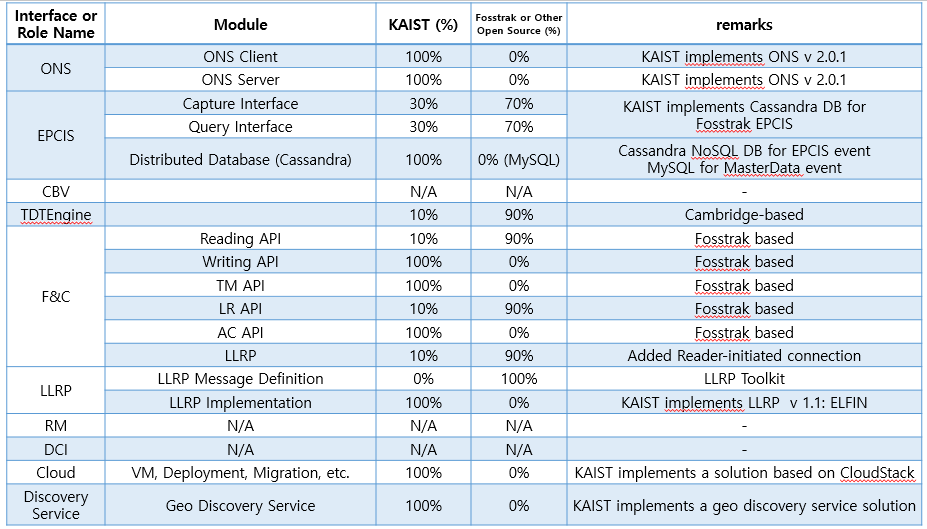 Interface or Role Name	Module	KAIST (%)	Fosstrak or Other Open Source (%)	remarks
ONS	ONS Client	100%	0%	KAIST implements ONS v 2.0.1
ONS Server	100%	0%	KAIST implements ONS v 2.0.1
EPCIS	Capture Interface	30%	70%	KAIST implements Cassandra DB for Fosstrak EPCIS
Query Interface	30%	70%
Distributed Database (Cassandra)	100%	0% (MySQL)	Cassandra NoSQL DB for EPCIS event MySQL for MasterData event
CBV	N/A	N/A	-
TDTEngine	10%	90%	Cambridge-based
F&C	Reading API	10%	90%	Fosstrak based
Writing API	100%	0%	Fosstrak based
TM API	100%	0%	Fosstrak based
LR API	10%	90%	Fosstrak based
AC API	100%	0%	Fosstrak based
LLRP	10%	90%	Added Reader-initiated connection
LLRP	LLRP Message Definition	0%	100%	LLRP Toolkit
LLRP Implementation	100%	0%	KAIST implements LLRP v 1.1: ELFIN
RM	N/A	N/A	N/A	-
DCI	N/A	N/A	N/A	-
Cloud	VM, Deployment, Migration, etc.	100%	0%	KAIST implements a solution based on CloudStack
Discovery Service	Geo Discovery Service	100%	0%	KAIST implements a geo discovery service solution